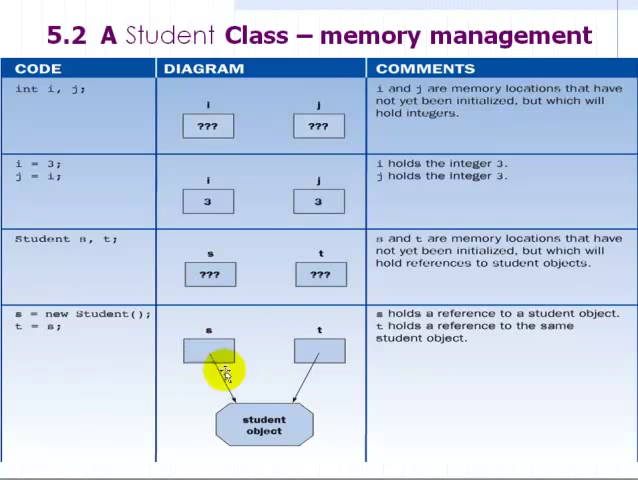 5.2 A Student Class – memory management
CODE DIAGRAM COMMENTS
int i, j;
i j
??? ???
i and j are memory locations that have
not yet been initialized, but which will
hold integers.
i = 3;
j = i;
i j
3 3
i holds the integer 3.
j holds the integer 3.
Student s, t;
s t
??? ???
s and t are memory locations that have
not yet been initialized, but which will
hold references to student objects.
s = new Student();
t = s;
s t
student
object
s holds a reference to a student object.
t holds a reference to the same
student object.